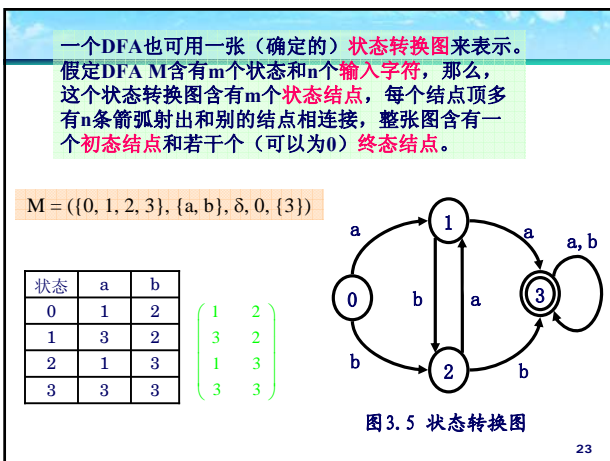 一个DFA也可用一张（确定的）状态转换图来表示。
假定DFA M含有m个状态和n个输入字符，那么，
这个状态转换图含有m个状态结点，每个结点顶多
有n条箭弧射出和别的结点相连接，整张图含有一
个初态结点和若干个（可以为0）终态结点。
M = ({0, 1, 2, 3}, {a, b}, δ, 0, {3})
状态 a b
0 1 2
1 3 2
2 1 3
3 3 3
1 2
3 2
1 3
3 3
1
a
a
a, b
0
b
a
3
b
2
b
图3.5 状态转换图
23